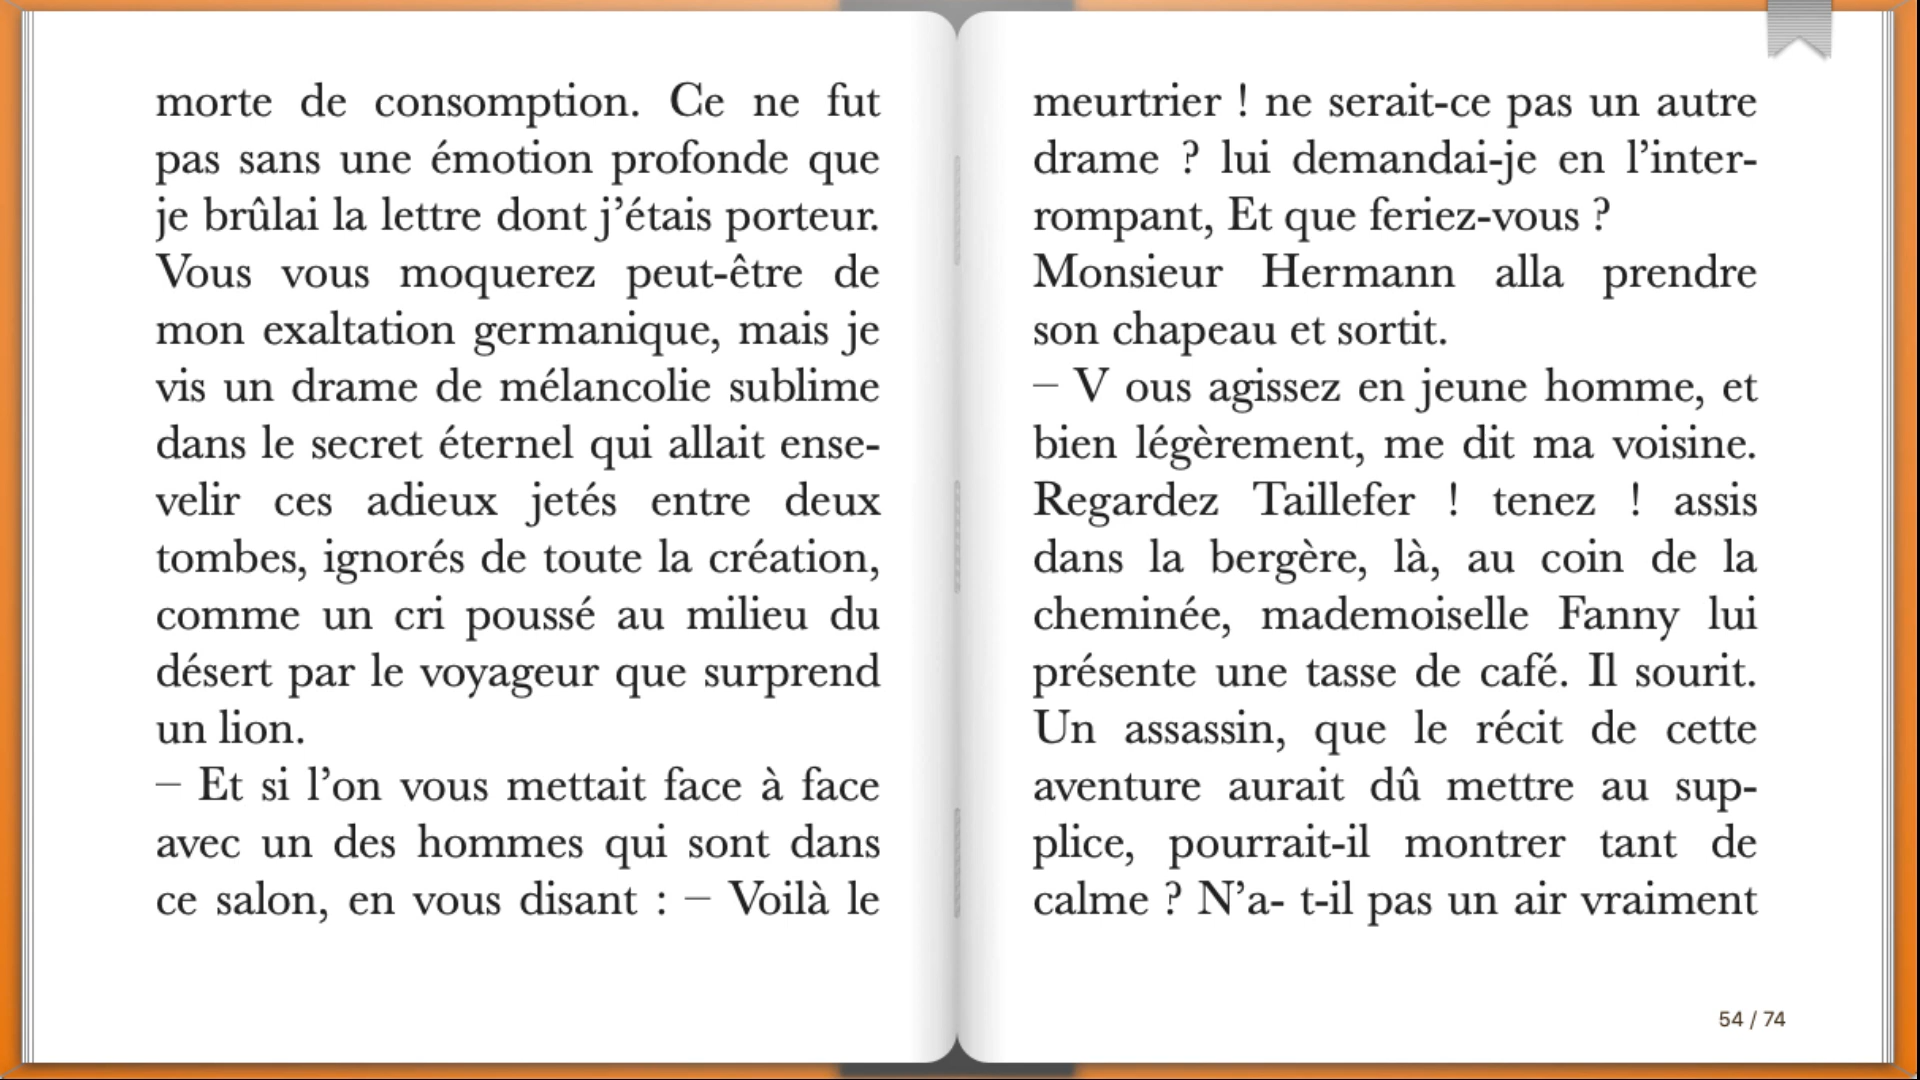 morte de consomption. Ce ne fut
pas sans une émotion profonde que
je brûlai la lettre dont j’étais porteur.
Vous vous moquerez peut-être de
mon exaltation germanique, mais je
vis un drame de mélancolie sublime
dans le secret éternel qui allait ense-
velir ces adieux jetés entre deux
tombes, ignorés de toute la création,
comme un cri poussé au milieu du
désert par le voyageur que surprend
un lion.
– Et si l’on vous mettait face à face
avec un des hommes qui sont dans
ce salon, en vous disant : – Voilà le
meurtrier ! ne serait-ce pas un autre
drame ? lui demandai-je en l’inter-
rompant, Et que feriez-vous ?
Monsieur Hermann alla prendre
son chapeau et sortit.
– V ous agissez en jeune homme, et
bien légèrement, me dit ma voisine.
Regardez Taillefer ! tenez ! assis
dans la bergère, là, au coin de la
cheminée, mademoiselle Fanny lui
présente une tasse de café. Il sourit.
Un assassin, que le récit de cette
aventure aurait dû mettre au sup-
plice, pourrait-il montrer tant de
calme ? N’a- t-il pas un air vraiment
54 / 74